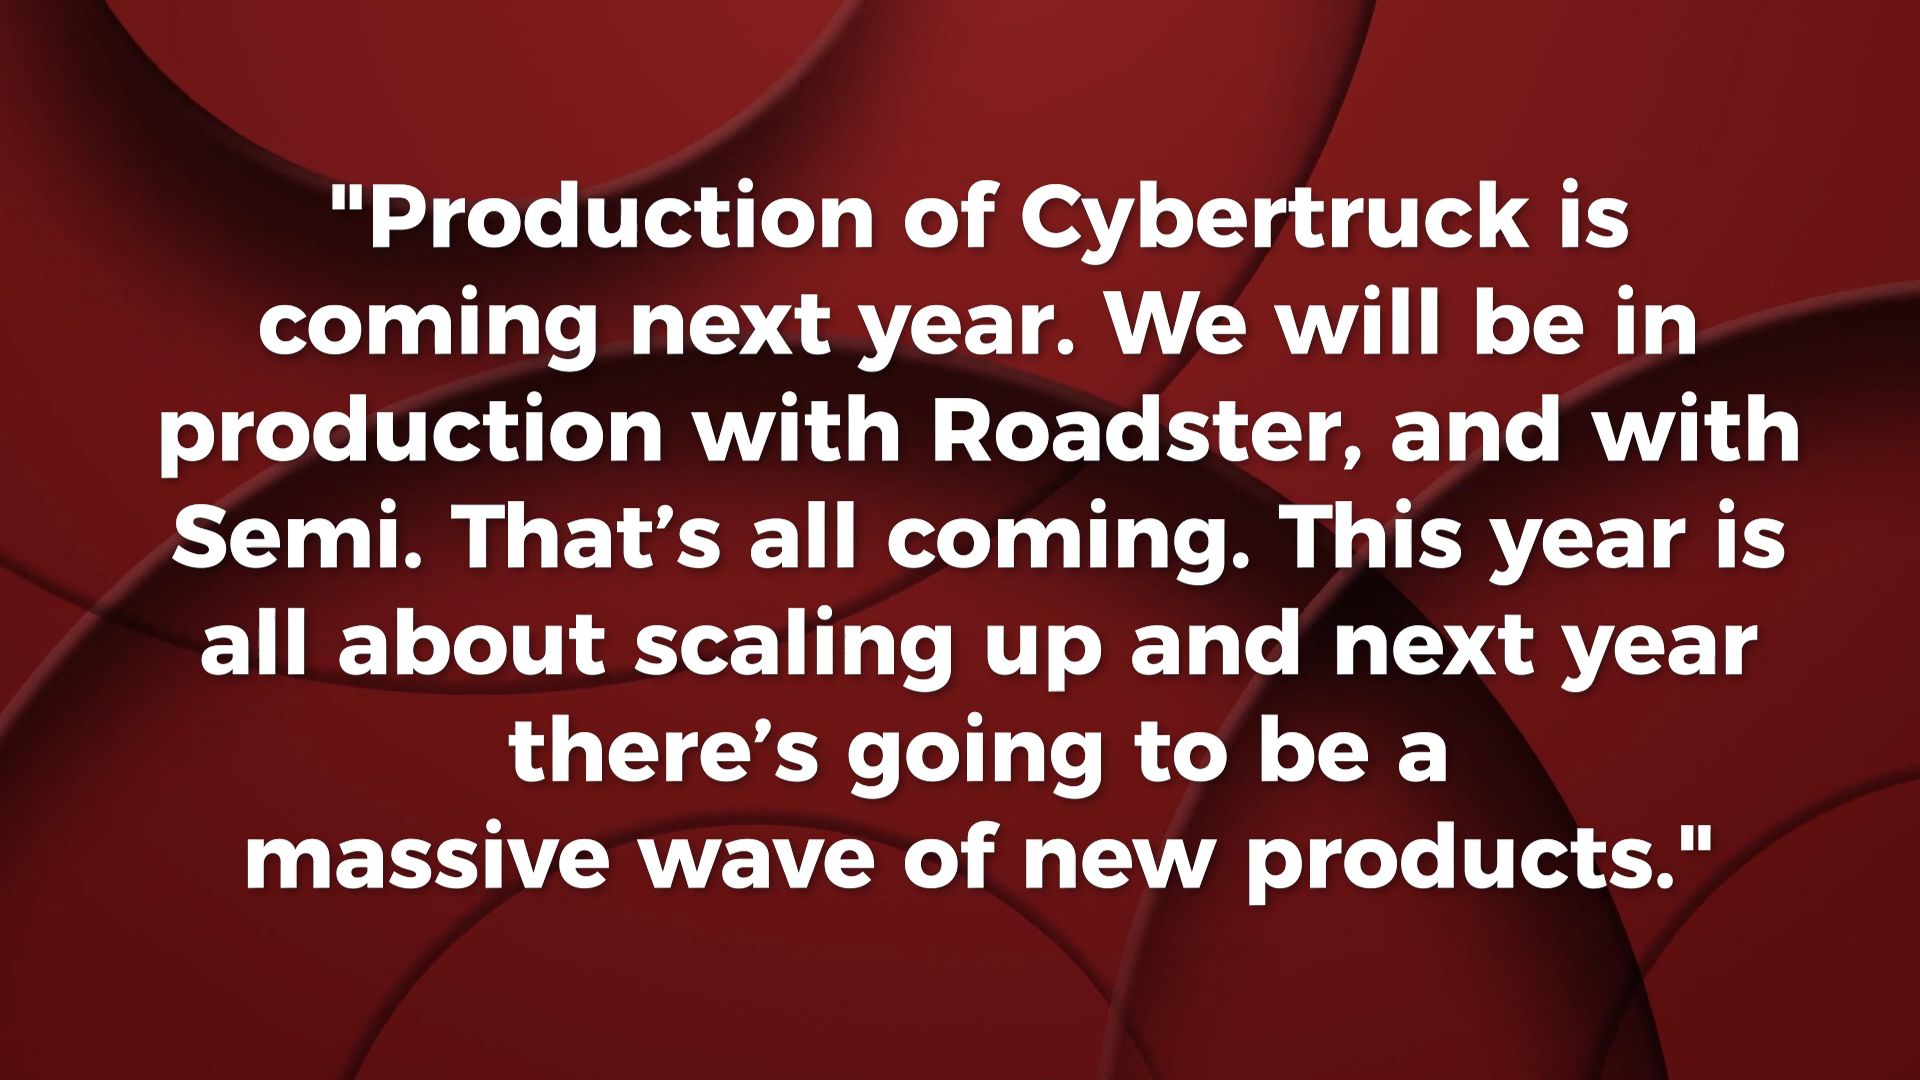 "Production of Cybertruck is
coming next year. We will be in
production with Roadster, and with
Semi. That’s all coming. This year is
all about scaling up and next year
there’s going to be a
massive wave of new products."